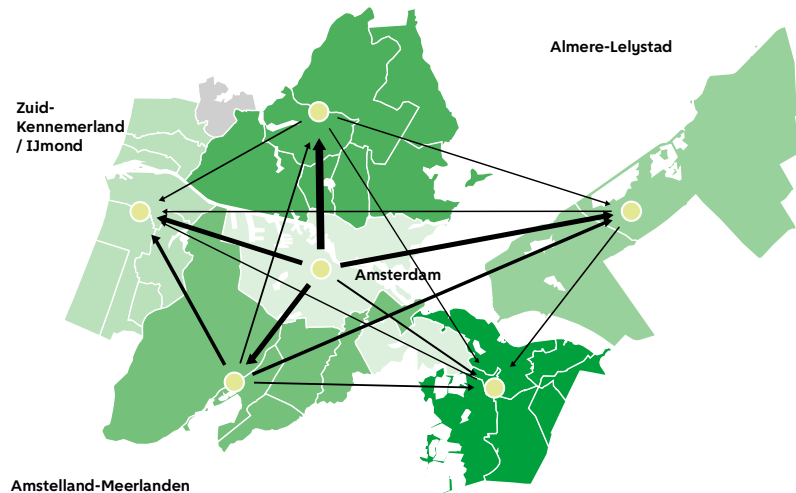 Almere-Lelystad
Zuid-
Kennemerland
/ IJmond
Amsterdam
Amstelland-Meerlanden